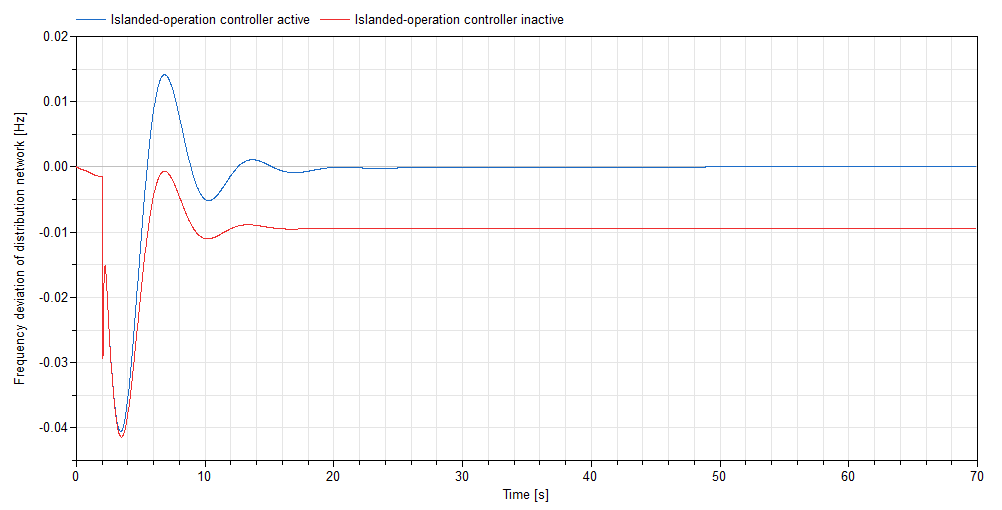 Islanded-operation controller active Islanded-operation controller inactive
0.02
0.01
0.00
-0.01
-0.02
-0.03
-0.04
Frequency deviation of distribution network [Hz]
0 10 20 30 40 50 60 70
Time [s]